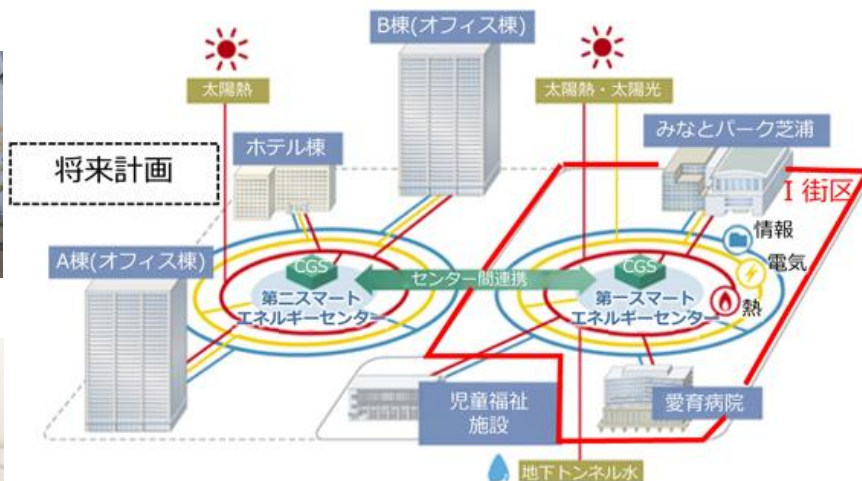 B棟(オフィス棟)
太陽熱
太陽熱・太陽光
みなとパーク芝浦
将来計画
ホテル棟
I 街区
情報
A棟(オフィス棟)
CGS
センター間連携
CGS
電気
第二スマート
エネルギーセンター
第一スマート
エネルギーセンター
熱
児童福祉
施設
愛育病院
地下トンネル水